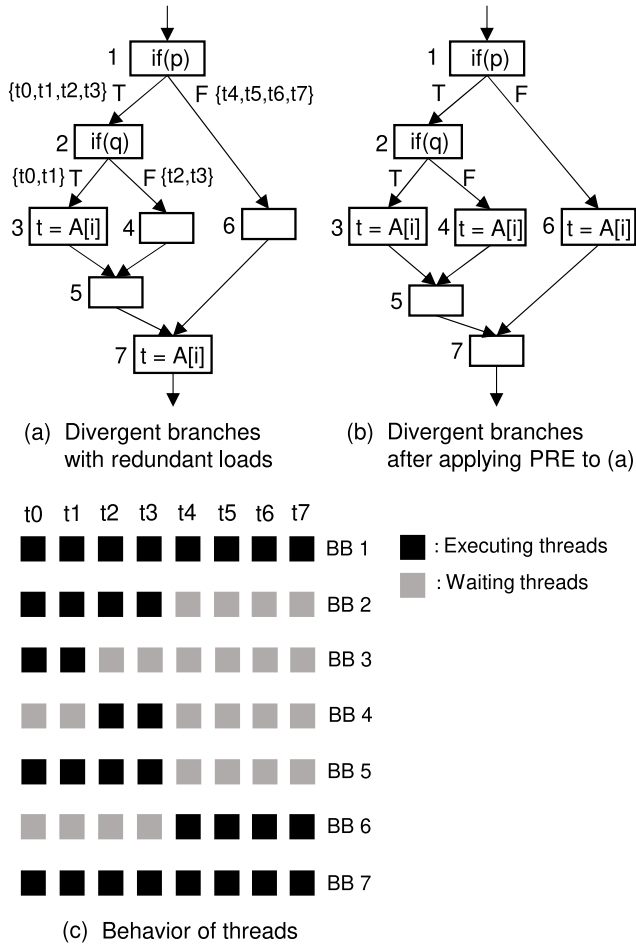 1 if(p)
{t0,t1,t2,t3} T F {t4,t5,t6,t7}
2 if(q)
{t0,t1} T F {t2,t3}
3 t = A[i] 4 6
5
7 t = A[i]
(a) Divergent branches
with redundant loads
1 if(p)
T F
2 if(q)
T F
3 t = A[i] 4 t = A[i] 6 t = A[i]
5
7
(b) Divergent branches
after applying PRE to (a)
t0 t1 t2 t3 t4 t5 t6 t7
BB 1
BB 2
BB 3
BB 4
BB 5
BB 6
BB 7
: Executing threads
: Waiting threads
(c) Behavior of threads